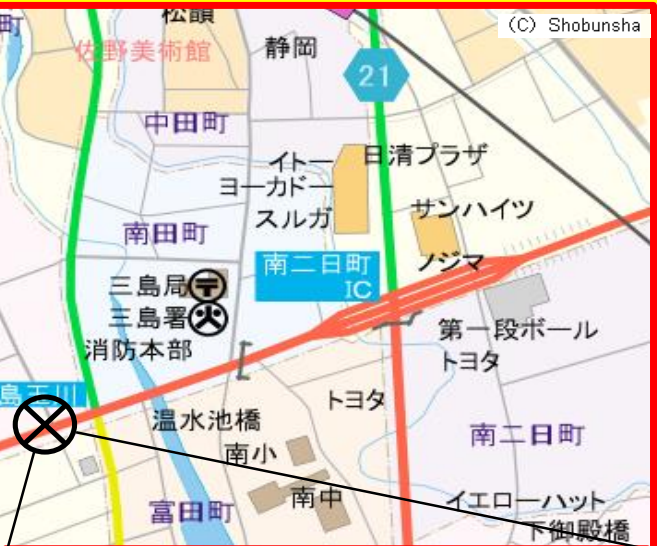 町
松韻
(C) Shobunsha
佐野美術館
静岡
21
中田町
イトー
ヨーカドー
スルガ
日清プラザ
サンハイツ
南田町
南二日町
IC
ノジマ
三島局
三島署
消防本部
第一段ボール
トヨタ
島玉川
トヨタ
温水池橋
南二日町
南小
南中
富田町
イエローハット
下御殿橋